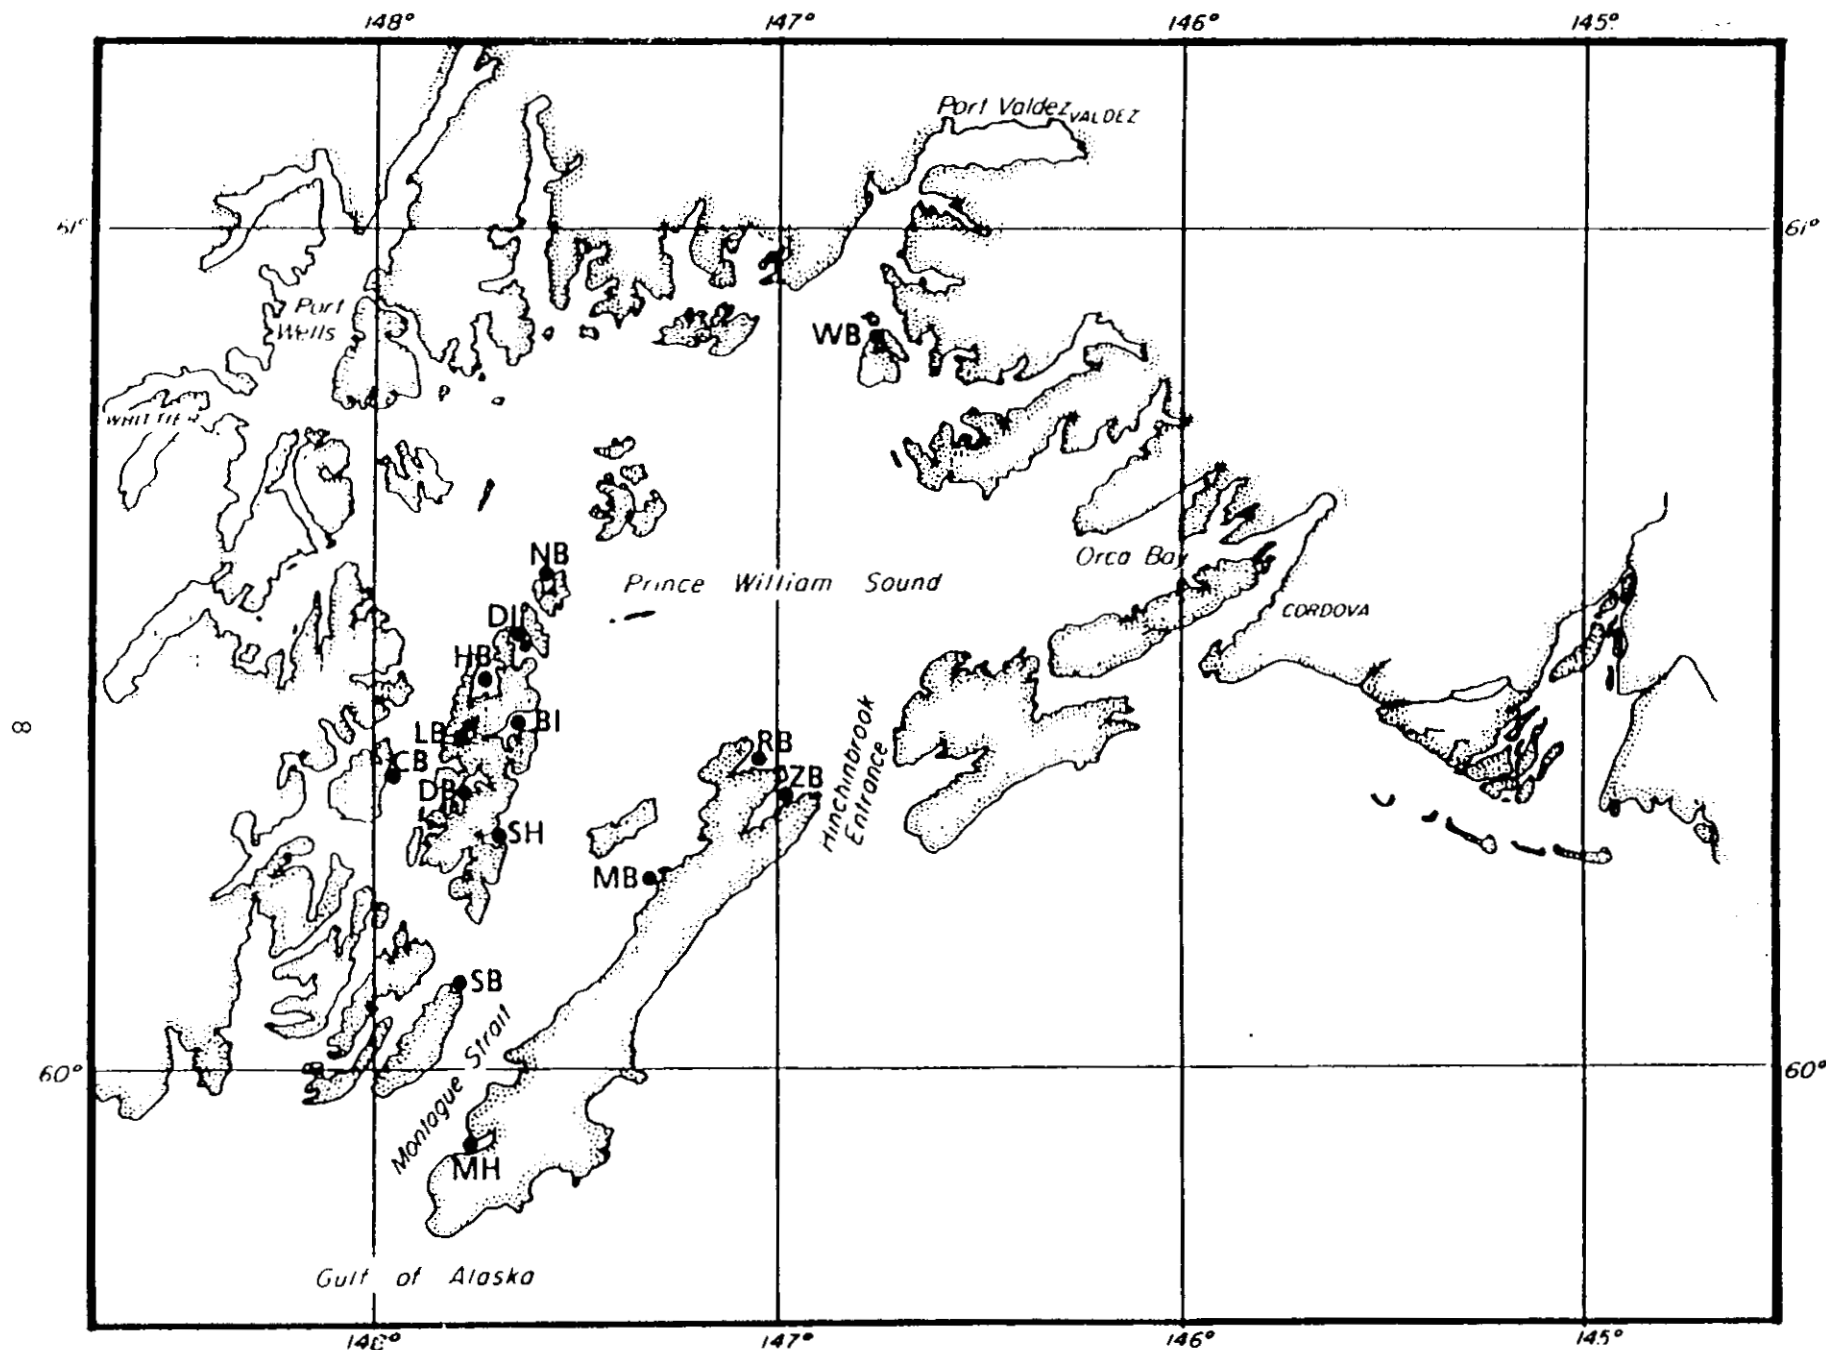 148° 147° 146° 145°
Port Valdez VALDEZ
61° 61°
Port
Wells
WB
WHITTIER
NB
Prince William Sound
Orca Bay
DI
CORDOVA
HB
BI
LB
RB
CB
ZB
DB
Hinchinbrook
Entrance
SH
MB
8
SB
Montague Strait
60° 60°
MH
Gulf of Alaska
148° 147° 146° 145°